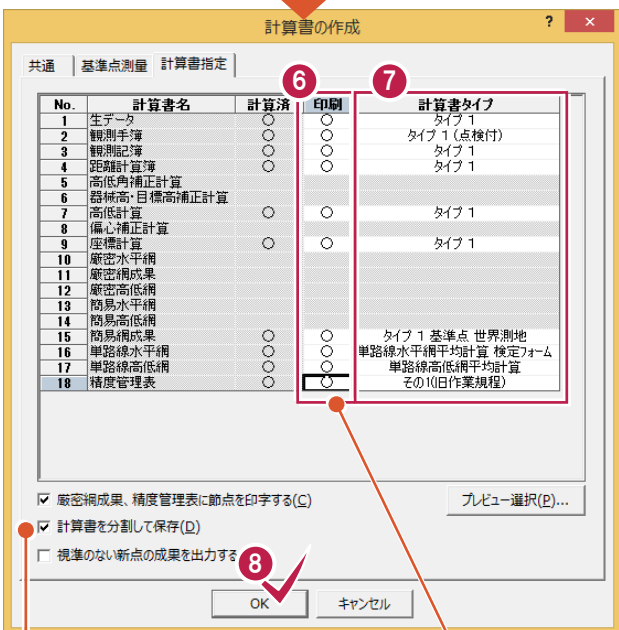 計算書の作成 ? ×
共通 基準点測量 計算書指定
6 7
No. 計算書名 計算済 印刷 計算書タイプ
1 生データ ○ ○ タイプ 1
2 観測手簿 ○ ○ タイプ 1 (点検付)
3 観測記簿 ○ ○ タイプ 1
4 距離計算簿 ○ ○ タイプ 1
5 高低角補正計算
6 器械高・目標高補正計算
7 高低計算 ○ ○ タイプ 1
8 偏心補正計算
9 座標計算 ○ ○ タイプ 1
10 厳密水平網
11 厳密網成果
12 厳密高低網
13 簡易水平網
14 簡易高低網
15 簡易網成果 ○ ○ タイプ 1 基準点 世界測地
16 単路線水平網 ○ ○ 単路線水平網平均計算 検定フォーム
17 単路線高低網 ○ ○ 単路線高低網平均計算
18 精度管理表 ○ ○ その1(旧作業規程)
厳密網成果、精度管理表に節点を印字する(C) プレビュー選択(P)...
計算書を分割して保存(D)
視準のない新点の成果を出力する
8
OK キャンセル